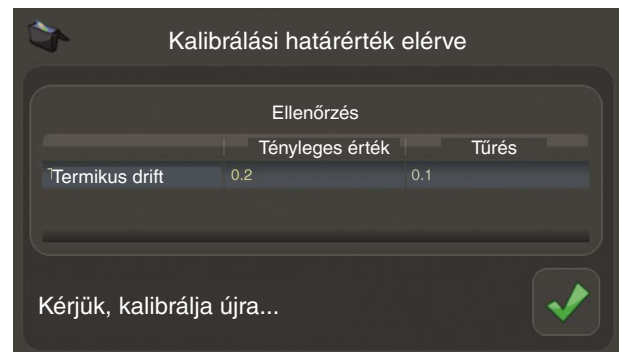 Kalibrálási határérték elérve
Ellenőrzés
Tényleges érték Tűrés
Termikus drift 0.2 0.1
Kérjük, kalibrálja újra...